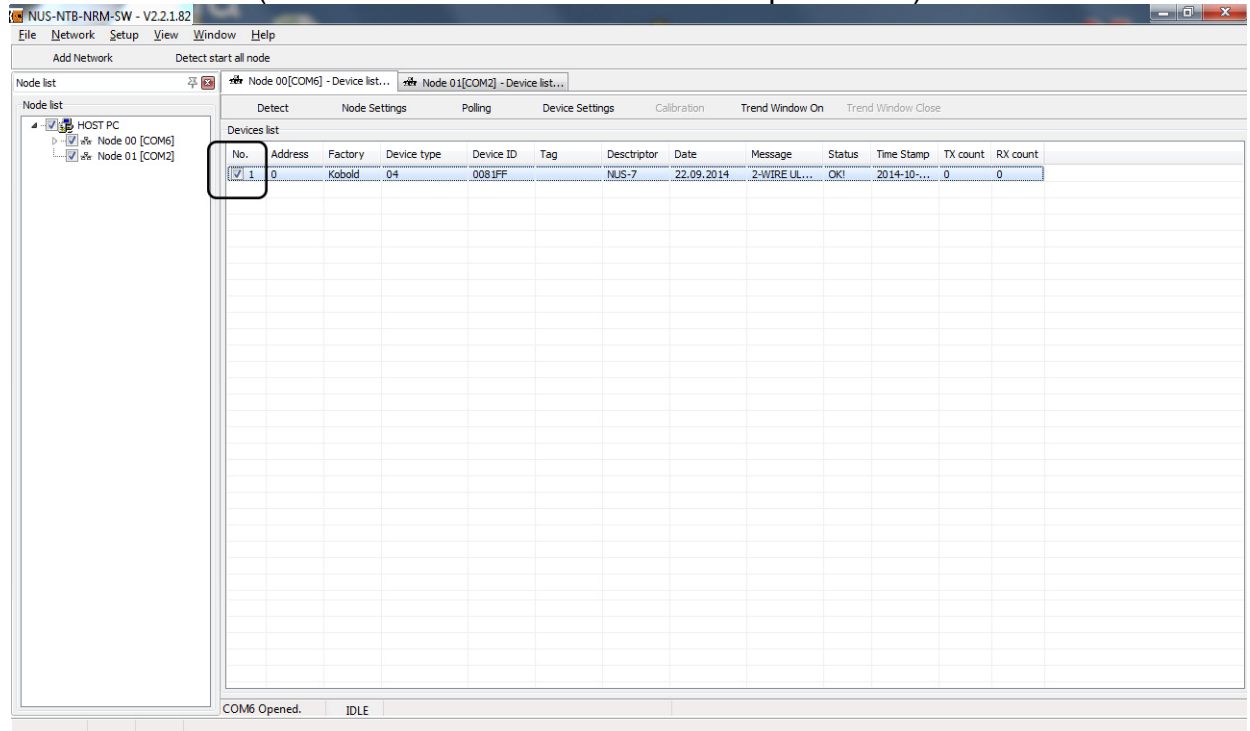 NUS-NTB-NRM-SW - V2.2.1.82
File Network Setup View Window Help
Add Network Detect start all node
Node list
Node list
HOST PC
Node 00 [COM6]
Node 01 [COM2]
Node 00[COM6] - Device list... Node 01[COM2] - Device list...
Detect Node Settings Polling Device Settings Calibration Trend Window On Trend Window Close
Devices list
No. Address Factory Device type Device ID Tag Desctriptor Date Message Status Time Stamp TX count RX count
1 0 Kobold 04 0081FF NUS-7 22.09.2014 2-WIRE UL... OK! 2014-10-... 0 0
COM6 Opened. IDLE